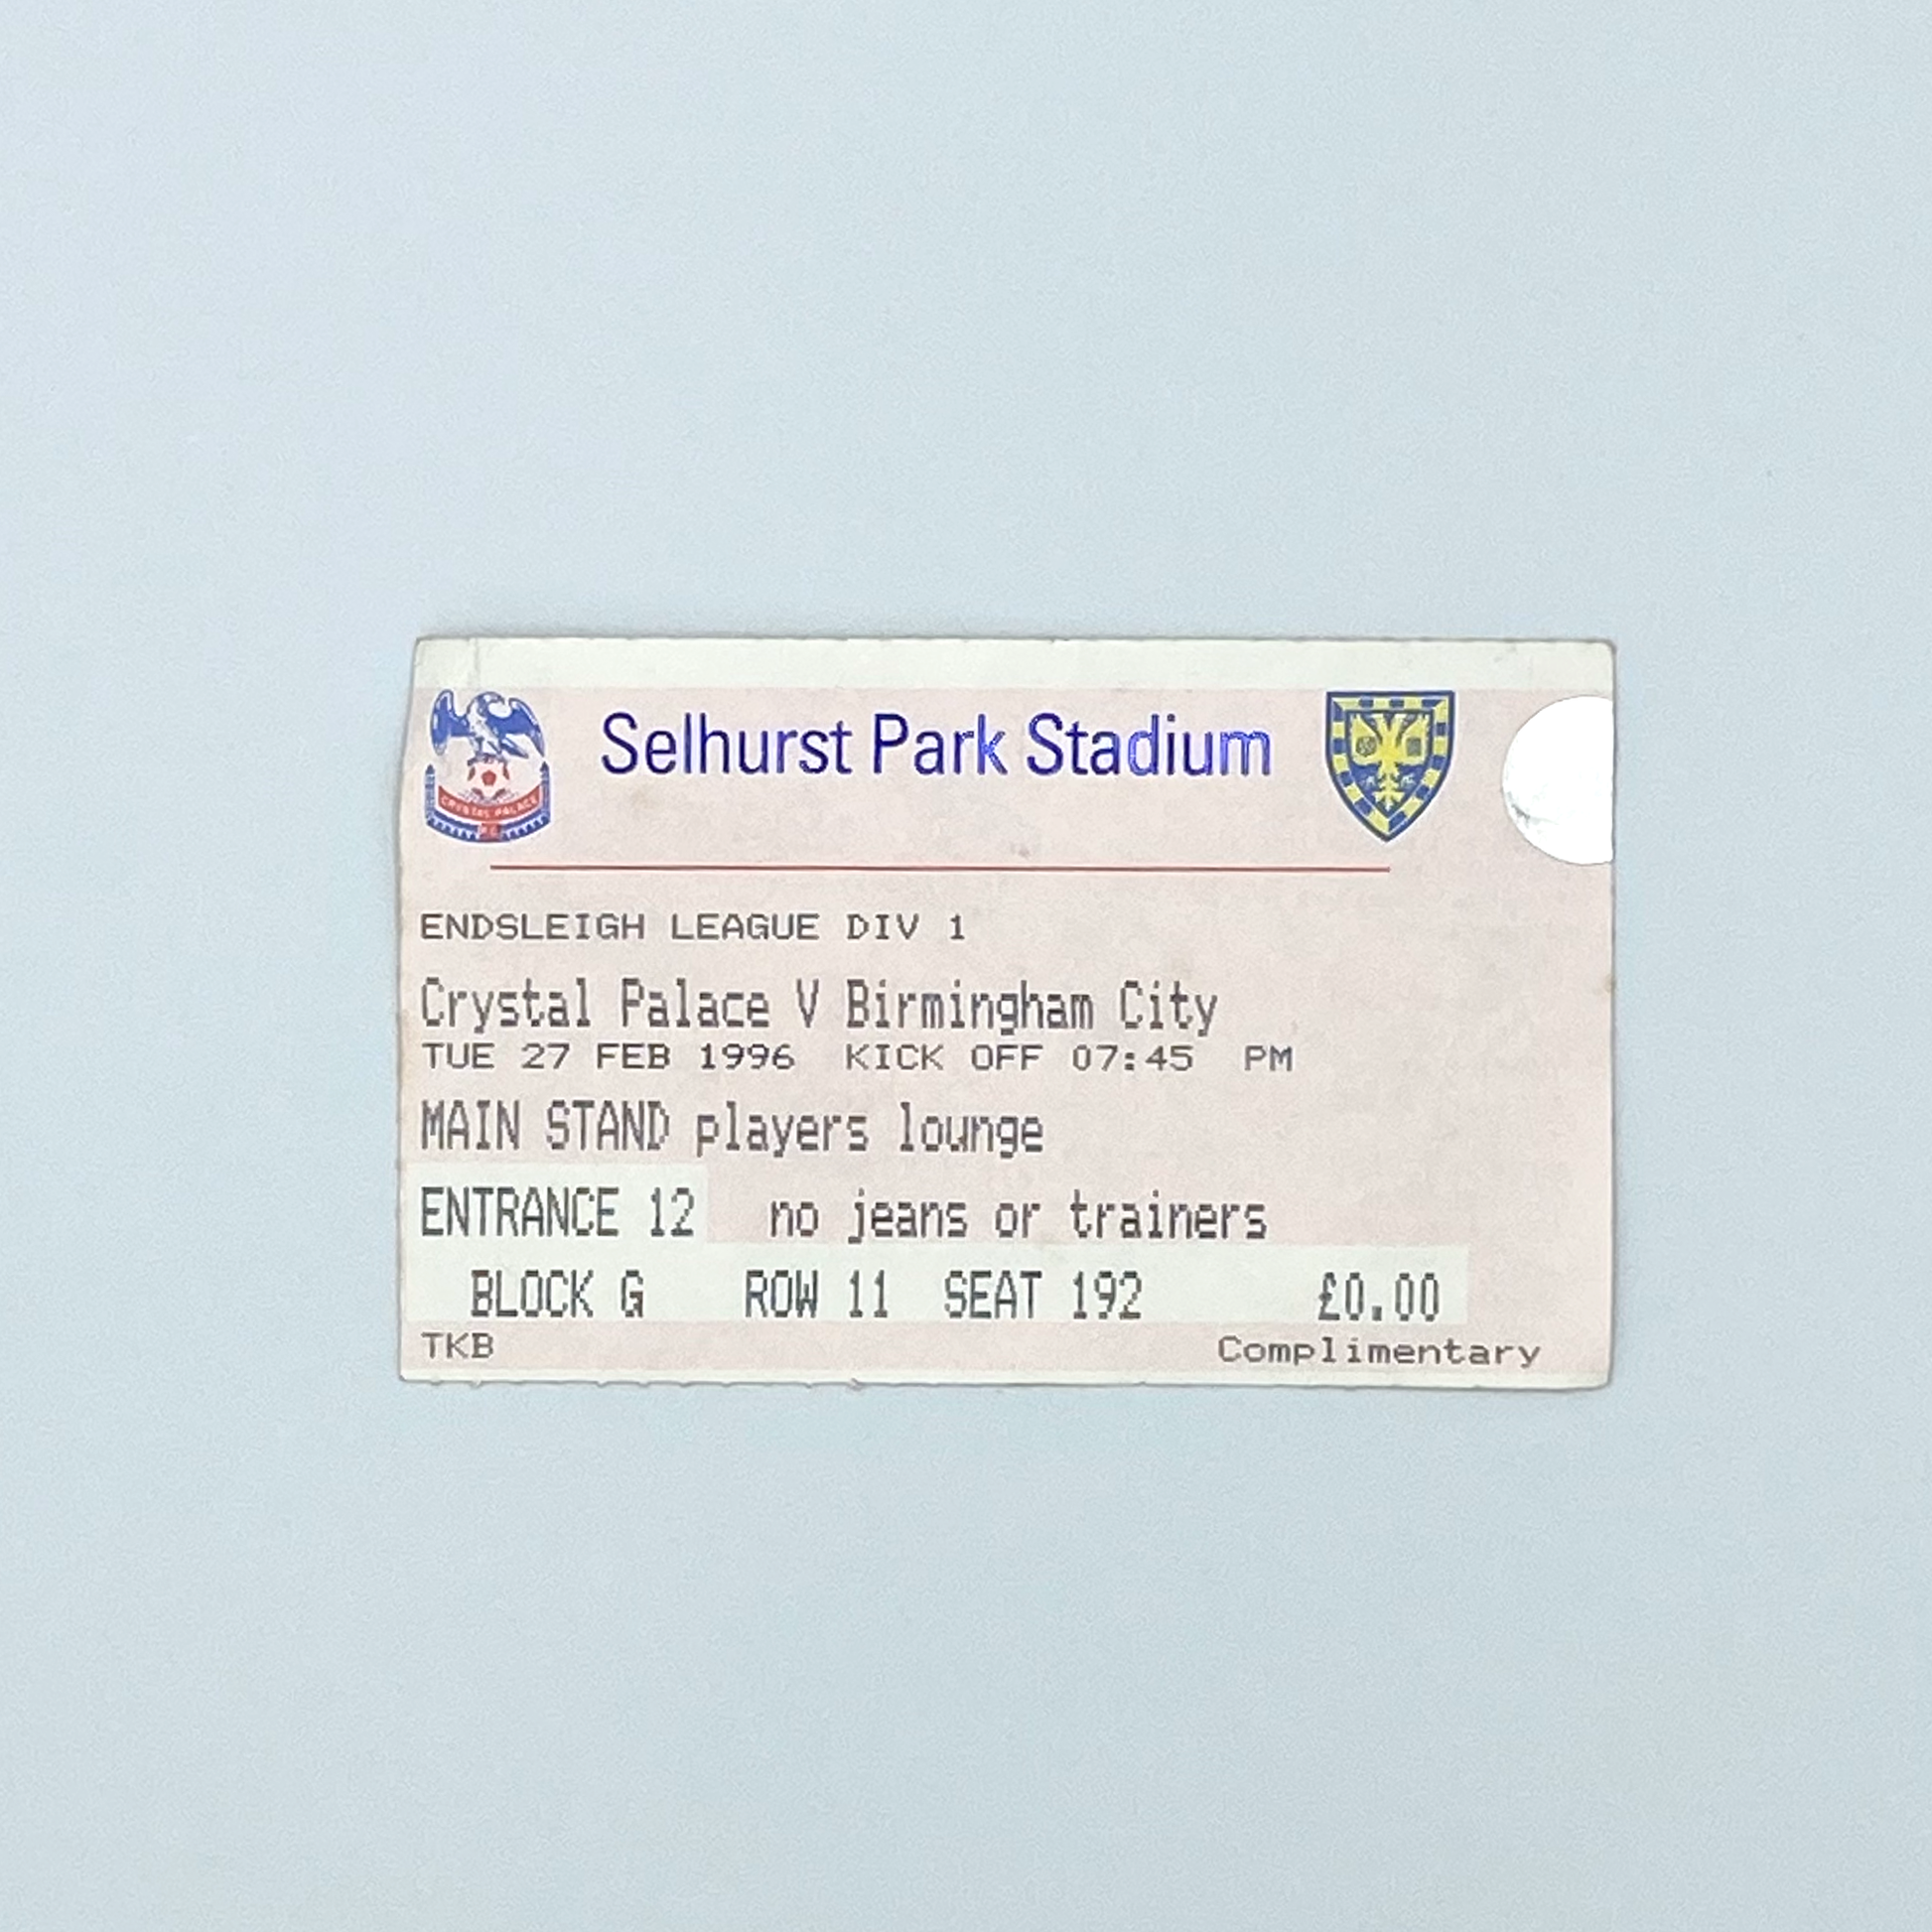 Selhurst Park Stadium
CRYSTAL PALACE
F.C.
ENDSLEIGH LEAGUE DIV 1
Crystal Palace V Birmingham City
TUE 27 FEB 1996 KICK OFF 07:45 PM
MAIN STAND players lounge
ENTRANCE 12 no jeans or trainers
BLOCK G ROW 11 SEAT 192 £0.00
TKB Complimentary